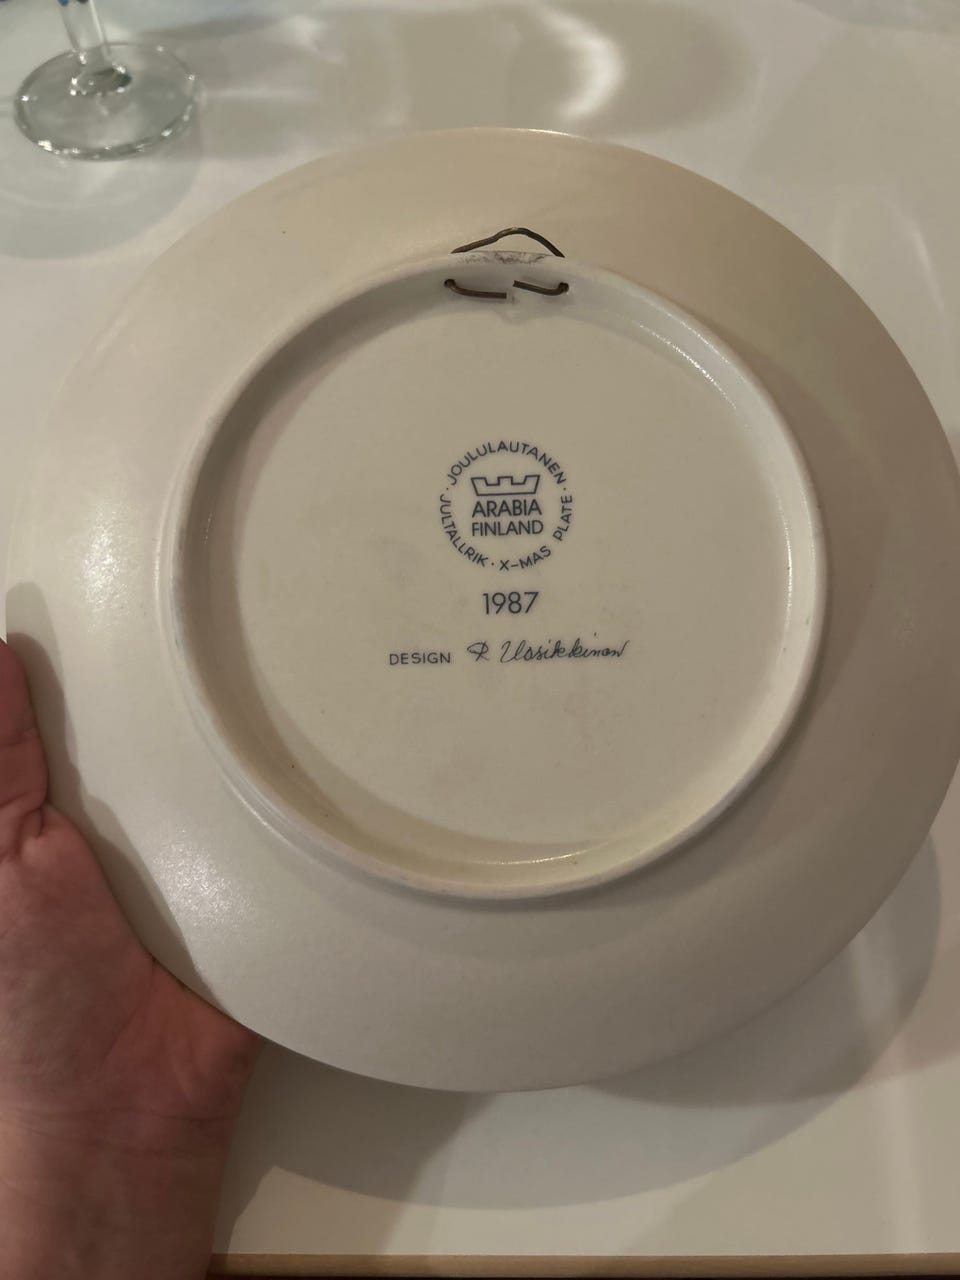 · JOULULAUTANEN · X-MAS PLATE · JULTALLRIK
ARABIA
FINLAND
1987
DESIGN R Uosikkinen